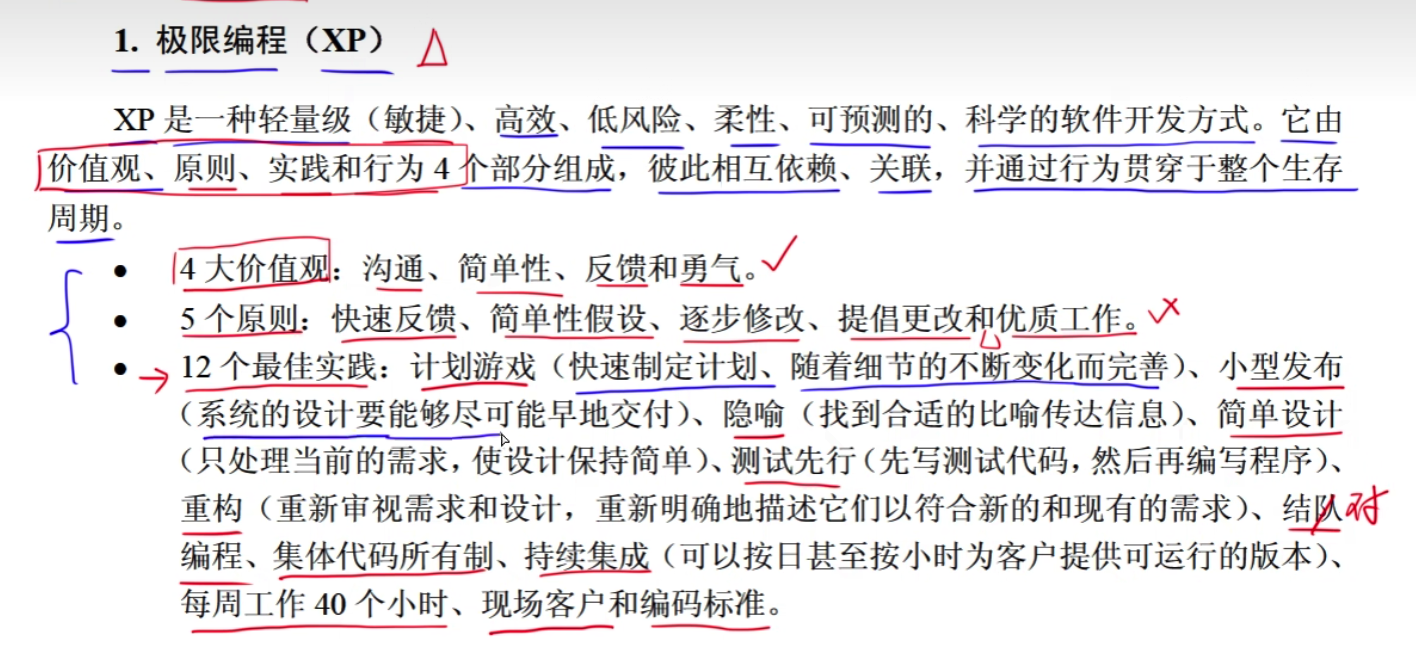 1. 极限编程（XP）
XP 是一种轻量级（敏捷）、高效、低风险、柔性、可预测的、科学的软件开发方式。它由
价值观、原则、实践和行为 4 个部分组成，彼此相互依赖、关联，并通过行为贯穿于整个生存
周期。
● 4 大价值观：沟通、简单性、反馈和勇气。
● 5 个原则：快速反馈、简单性假设、逐步修改、提倡更改和优质工作。
● 12 个最佳实践：计划游戏（快速制定计划、随着细节的不断变化而完善）、小型发布
（系统的设计要能够尽可能早地交付）、隐喻（找到合适的比喻传达信息）、简单设计
（只处理当前的需求，使设计保持简单）、测试先行（先写测试代码，然后再编写程序）、
重构（重新审视需求和设计，重新明确地描述它们以符合新的和现有的需求）、结队 对
编程、集体代码所有制、持续集成（可以按日甚至按小时为客户提供可运行的版本）、
每周工作 40 个小时、现场客户和编码标准。